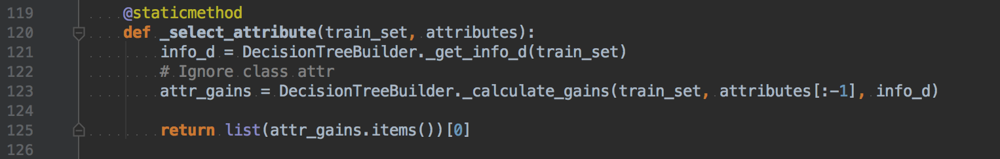 119 @staticmethod
120 def _select_attribute(train_set, attributes):
121 info_d = DecisionTreeBuilder._get_info_d(train_set)
122 # Ignore class attr
123 attr_gains = DecisionTreeBuilder._calculate_gains(train_set, attributes[:-1], info_d)
124
125 return list(attr_gains.items())[0]
126